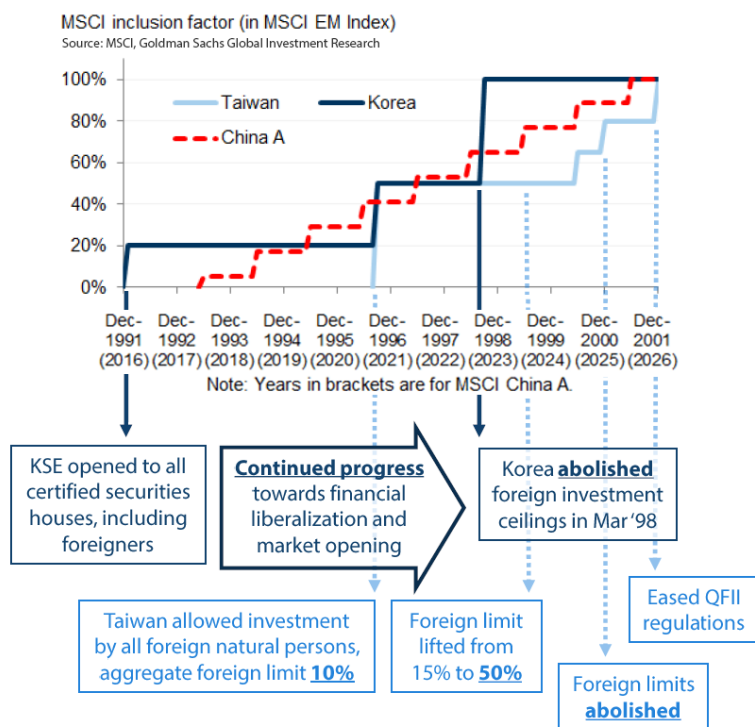 MSCI inclusion factor (in MSCI EM Index)
Source: MSCI, Goldman Sachs Global Investment Research
100%
80%
60%
40%
20%
0%
Taiwan
Korea
China A
Dec-1991 (2016)
Dec-1992 (2017)
Dec-1993 (2018)
Dec-1994 (2019)
Dec-1995 (2020)
Dec-1996 (2021)
Dec-1997 (2022)
Dec-1998 (2023)
Dec-1999 (2024)
Dec-2000 (2025)
Dec-2001 (2026)
Note: Years in brackets are for MSCI China A.
KSE opened to all
certified securities
houses, including
foreigners
Continued progress
towards financial
liberalization and
market opening
Korea abolished
foreign investment
ceilings in Mar '98
Taiwan allowed investment
by all foreign natural persons,
aggregate foreign limit 10%
Foreign limit
lifted from
15% to 50%
Eased QFII
regulations
Foreign limits
abolished